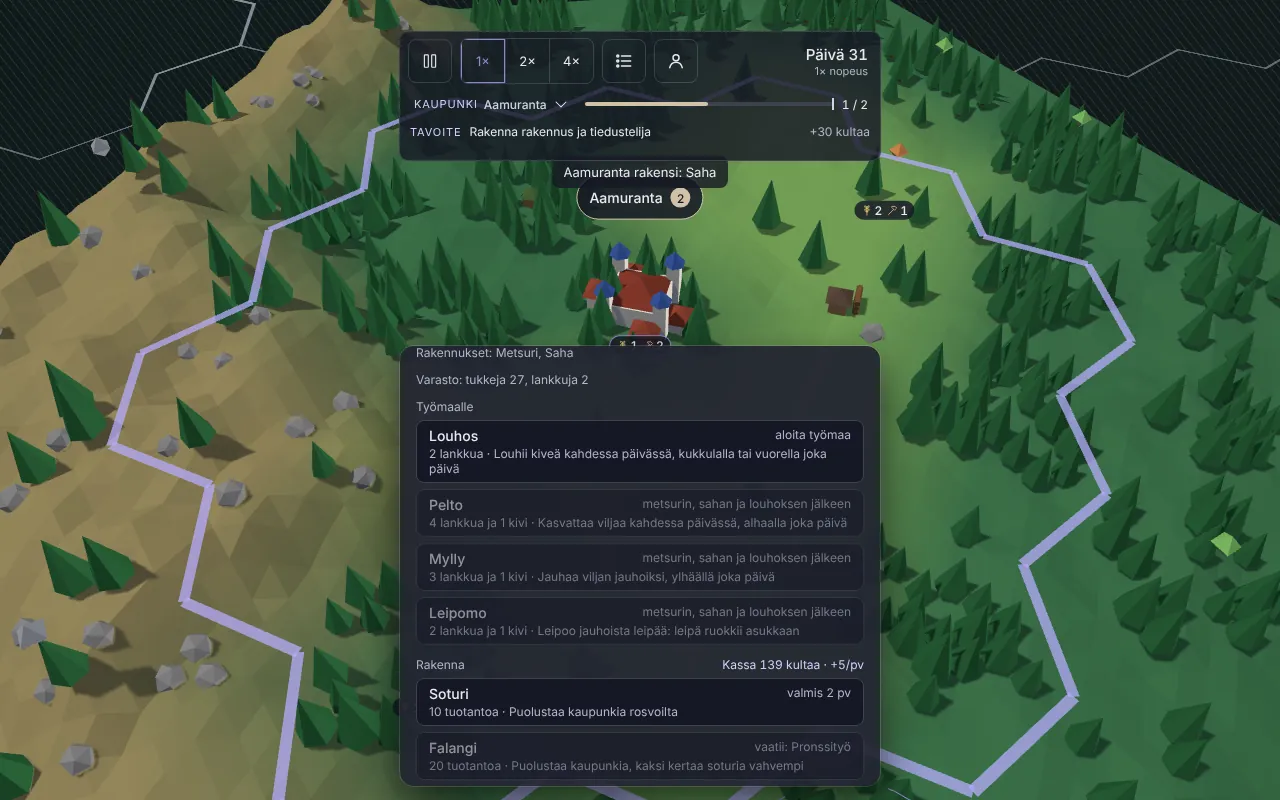 1×
2×
4×
Päivä 31
1× nopeus
KAUPUNKI Aamuranta
1 / 2
TAVOITE Rakenna rakennus ja tiedustelija
+30 kultaa
Aamuranta rakensi: Saha
Aamuranta 2
2 1
1 2
Rakennukset: Metsuri, Saha
Varasto: tukkeja 27, lankkuja 2
Työmaalle
Louhos
aloita työmaa
2 lankkua · Louhii kiveä kahdessa päivässä, kukkulalla tai vuorella joka
päivä
Pelto
metsurin, sahan ja louhoksen jälkeen
4 lankkua ja 1 kivi · Kasvattaa viljaa kahdessa päivässä, alhaalla joka päivä
Mylly
metsurin, sahan ja louhoksen jälkeen
3 lankkua ja 1 kivi · Jauhaa viljan jauhoiksi, ylhäällä joka päivä
Leipomo
metsurin, sahan ja louhoksen jälkeen
2 lankkua ja 1 kivi · Leipoo jauhoista leipää: leipä ruokkii asukkaan
Rakenna
Kassa 139 kultaa · +5/pv
Soturi
valmis 2 pv
10 tuotantoa · Puolustaa kaupunkia rosvoilta
Falangi
vaatii: Pronssityö
20 tuotantoa · Puolustaa kaupunkia, kaksi kertaa soturia vahvempi